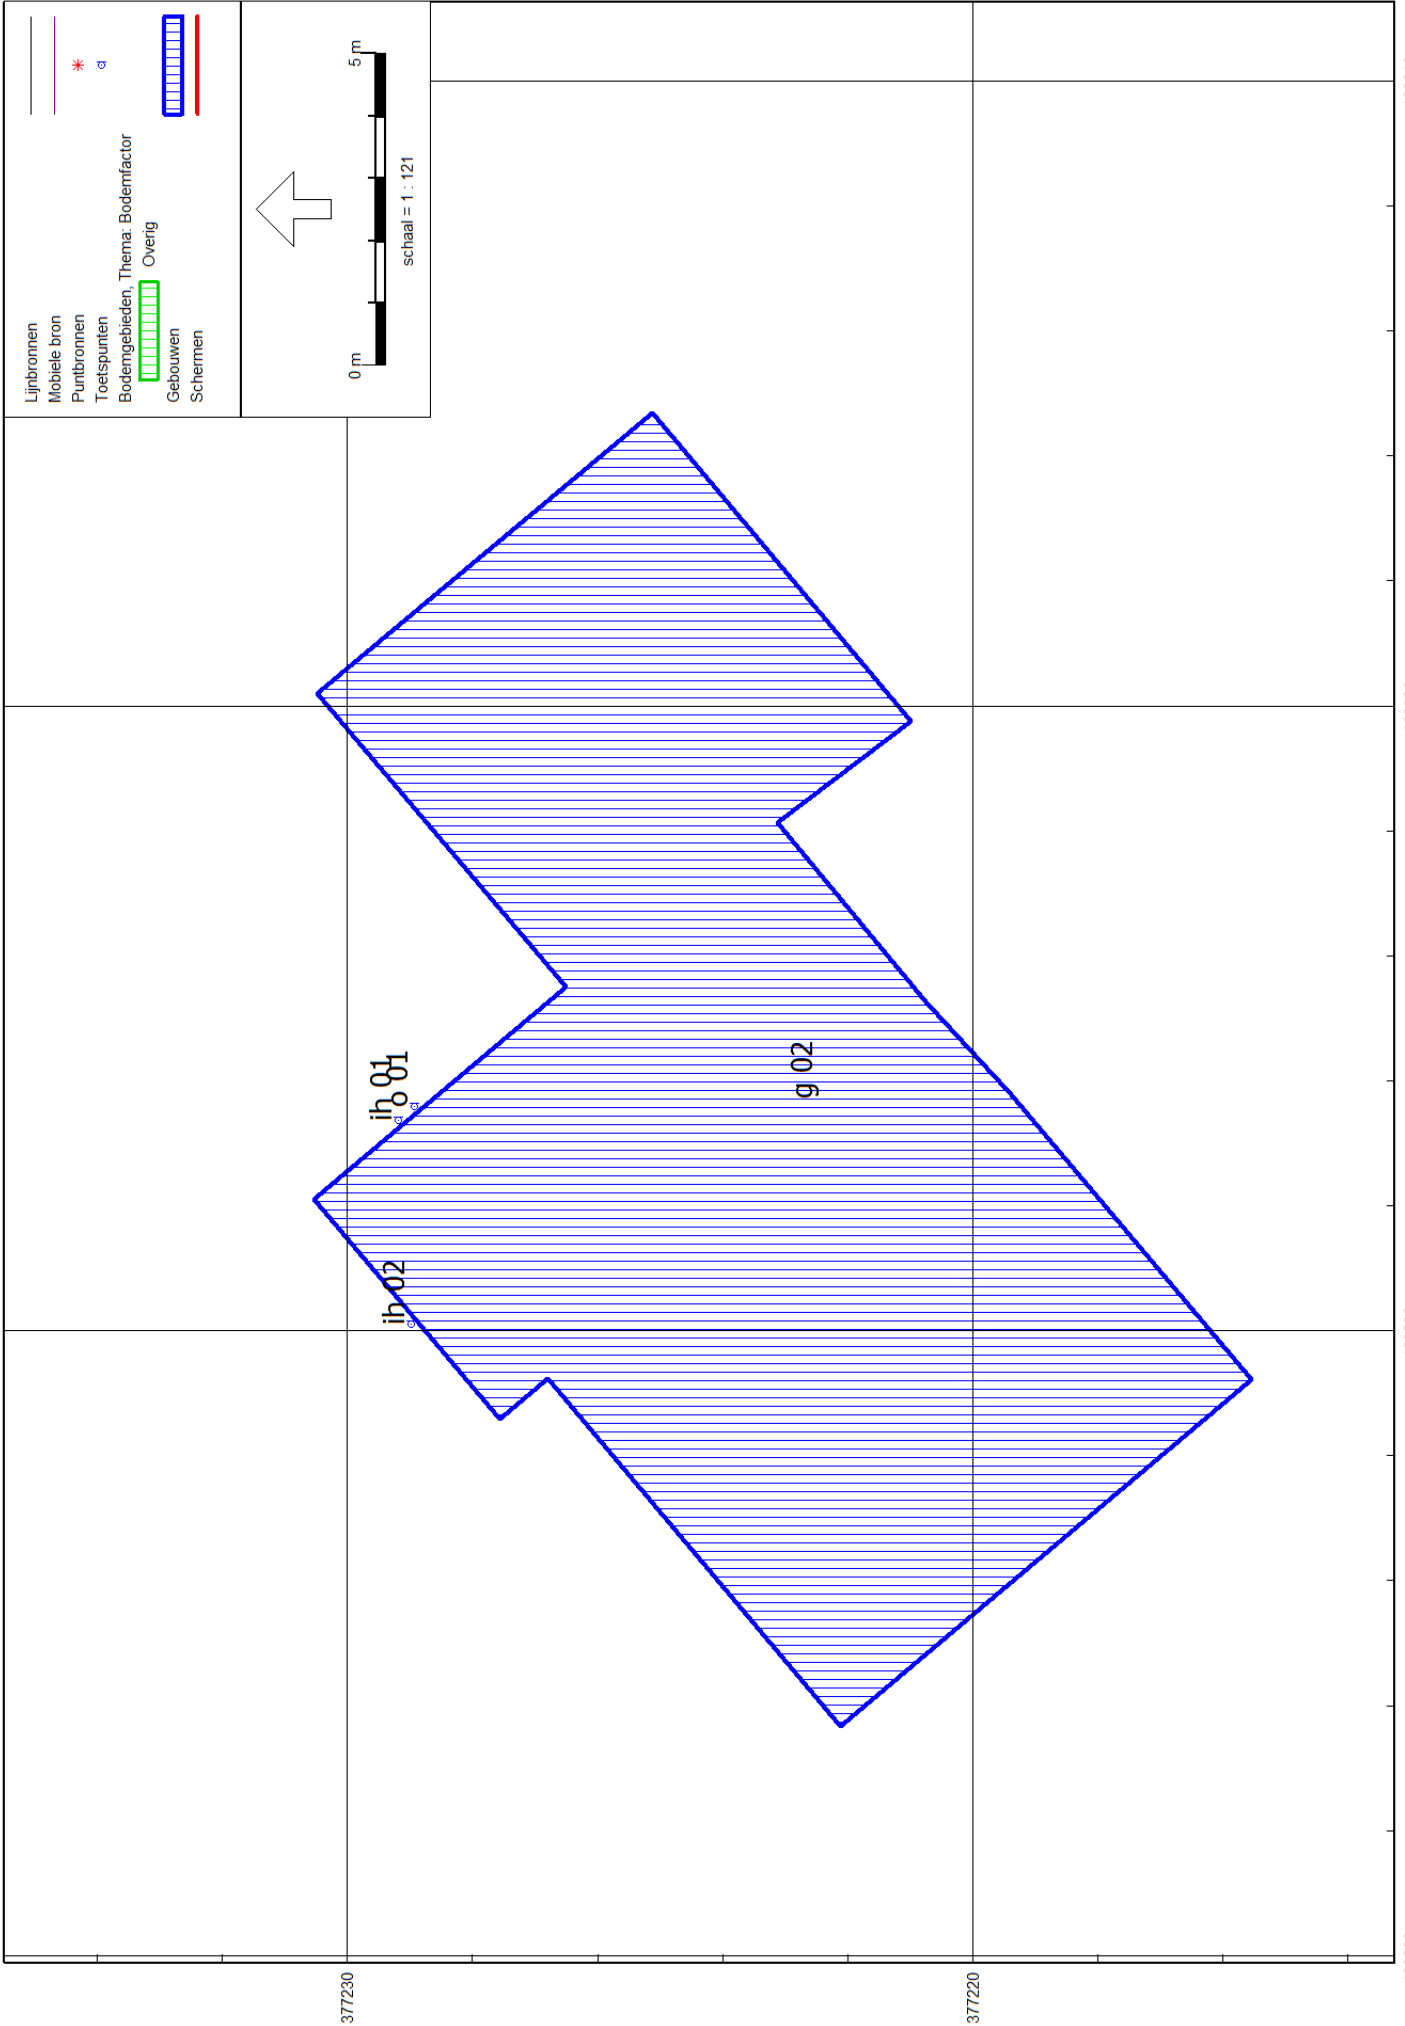 Lijnbronnen
Mobiele bron
Puntbronnen
Toetspunten
Bodemgebieden, Thema: Bodemfactor
Overig
Gebouwen
Schermen
0 m
5 m
schaal = 1 : 121
ih 01
o 01
ih 02
g 02
377230
377220